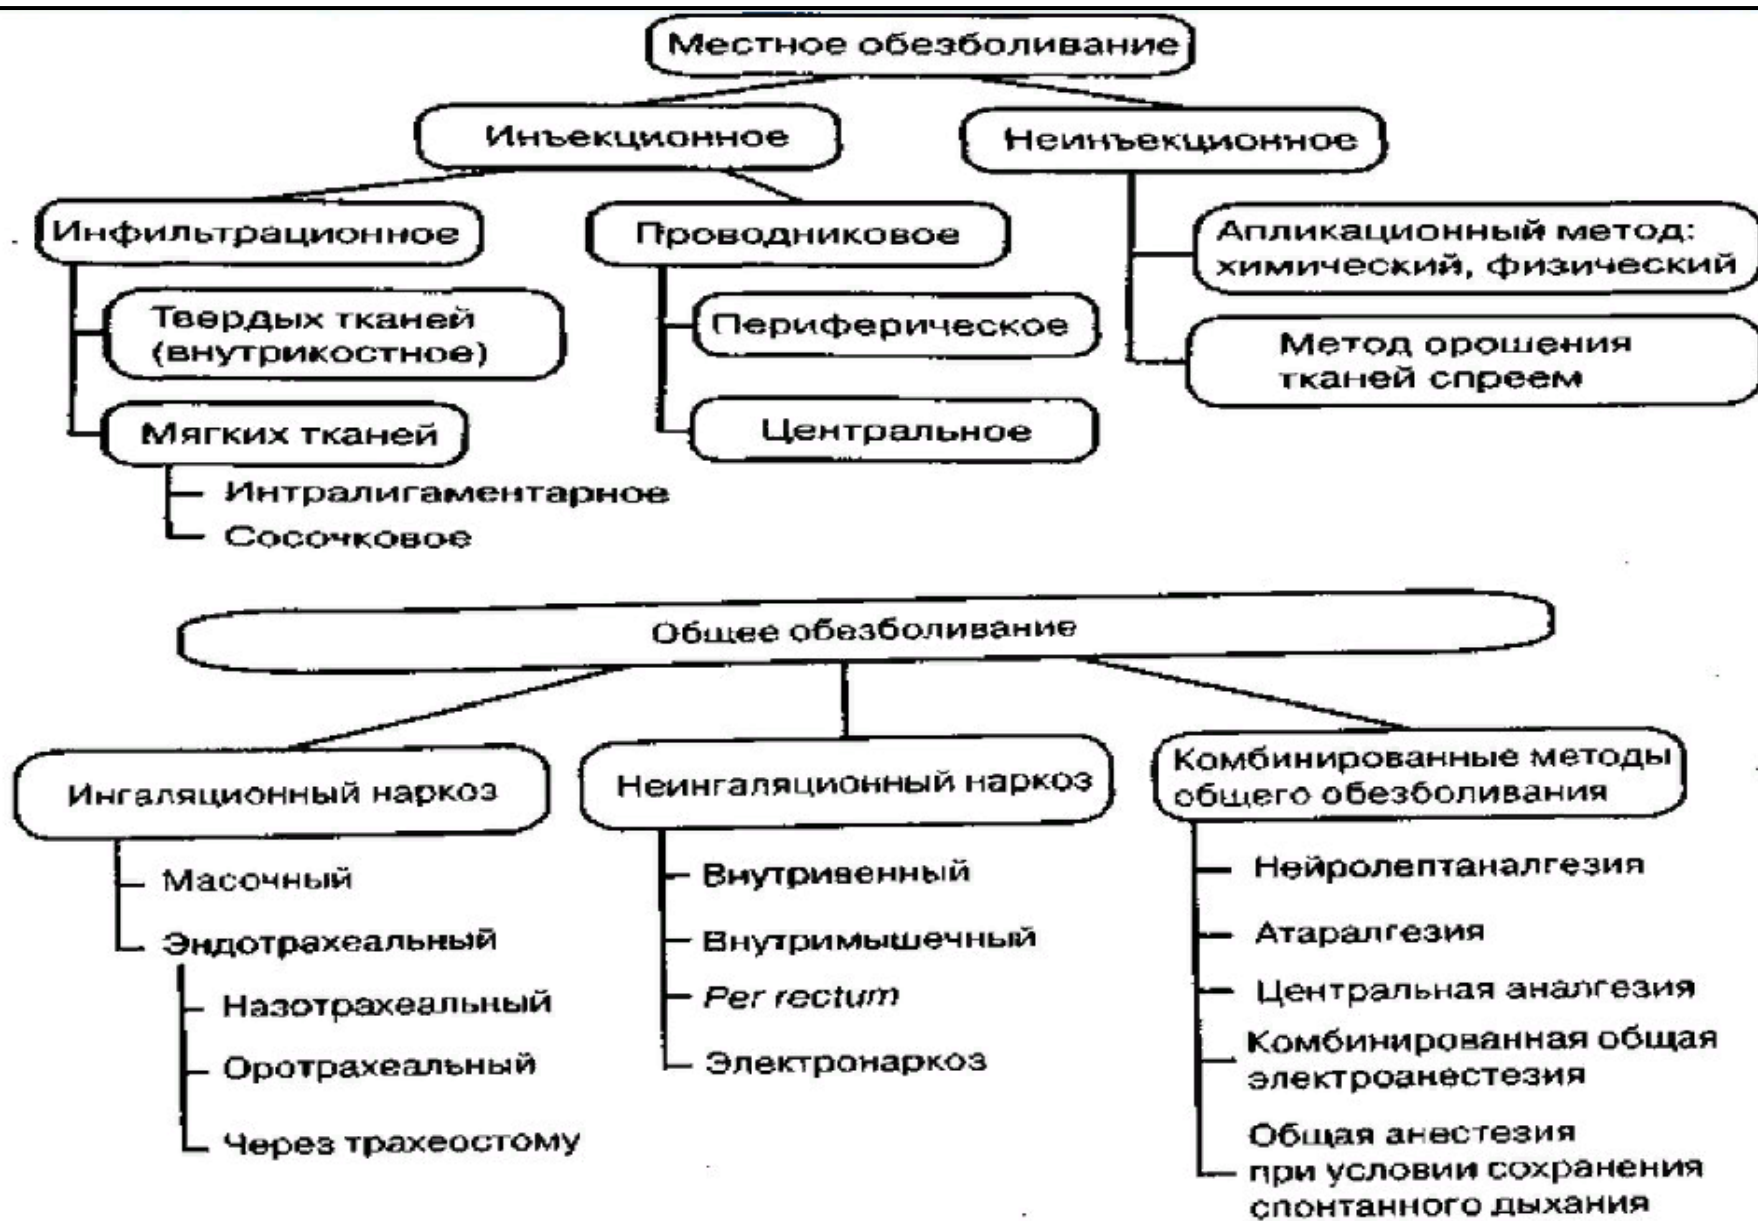 Местное обезболивание
Инъекционное
Неинъекционное
Инфильтрационное
Проводниковое
Апликационный метод:
химический, физический
Твердых тканей
(внутрикостное)
Периферическое
Метод орошения
тканей спреем
Мягких тканей
Центральное
Интралигаментарное
Сосочковое
Общее обезболивание
Ингаляционный наркоз
Неингаляционный наркоз
Комбинированные методы
общего обезболивания
Масочный
Эндотрахеальный
Назотрахеальный
Оротрахеальный
Через трахеостому
Внутривенный
Внутримышечный
Per rectum
Электронаркоз
Нейролептаналгезия
Атаралгезия
Центральная аналгезия
Комбинированная общая
электроанестезия
Общая анестезия
при условии сохранения
спонтанного дыхания